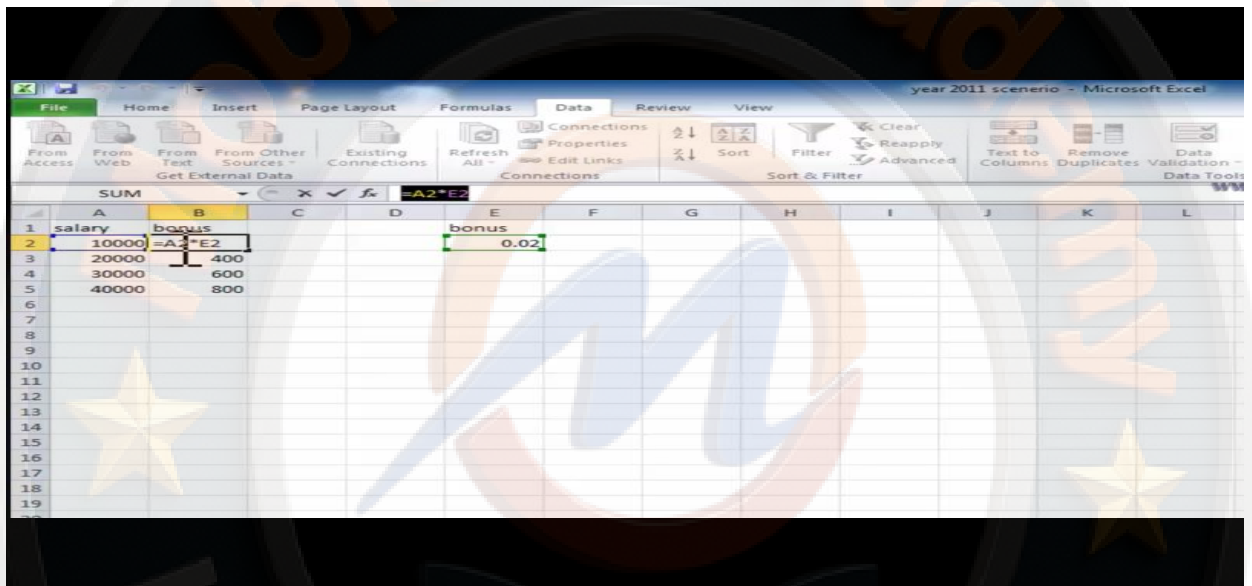 year 2011 scenerio - Microsoft Excel
File Home Insert Page Layout Formulas Data Review View
From Access From Web From Text From Other Sources Existing Connections Refresh All Connections Properties Edit Links Sort Filter Clear Reapply Advanced Text to Columns Remove Duplicates Data Validation
Get External Data Connections Sort & Filter Data Tools
SUM fx =A2*E2
A B C D E F G H I J K L
1 salary bonus bonus
2 10000 =A2*E2 0.02
3 20000 400
4 30000 600
5 40000 800
6
7
8
9
10
11
12
13
14
15
16
17
18
19